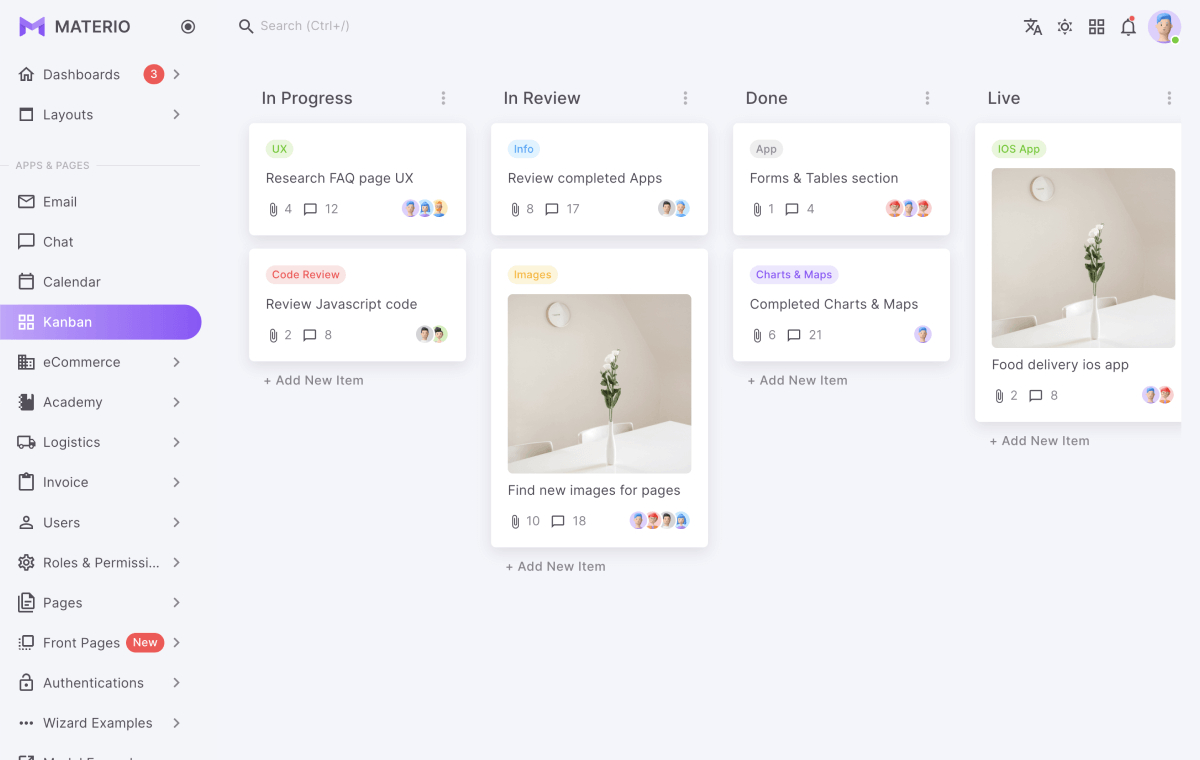 MATERIO
Search (Ctrl+/)
Dashboards
3
Layouts
APPS & PAGES
Email
Chat
Calendar
Kanban
eCommerce
Academy
Logistics
Invoice
Users
Roles & Permissi...
Pages
Front Pages
New
Authentications
Wizard Examples
In Progress
UX
Research FAQ page UX
4
12
Code Review
Review Javascript code
2
8
+ Add New Item
In Review
Info
Review completed Apps
8
17
Images
Find new images for pages
10
18
+ Add New Item
Done
App
Forms & Tables section
1
4
Charts & Maps
Completed Charts & Maps
6
21
+ Add New Item
Live
IOS App
Food delivery ios app
2
8
+ Add New Item